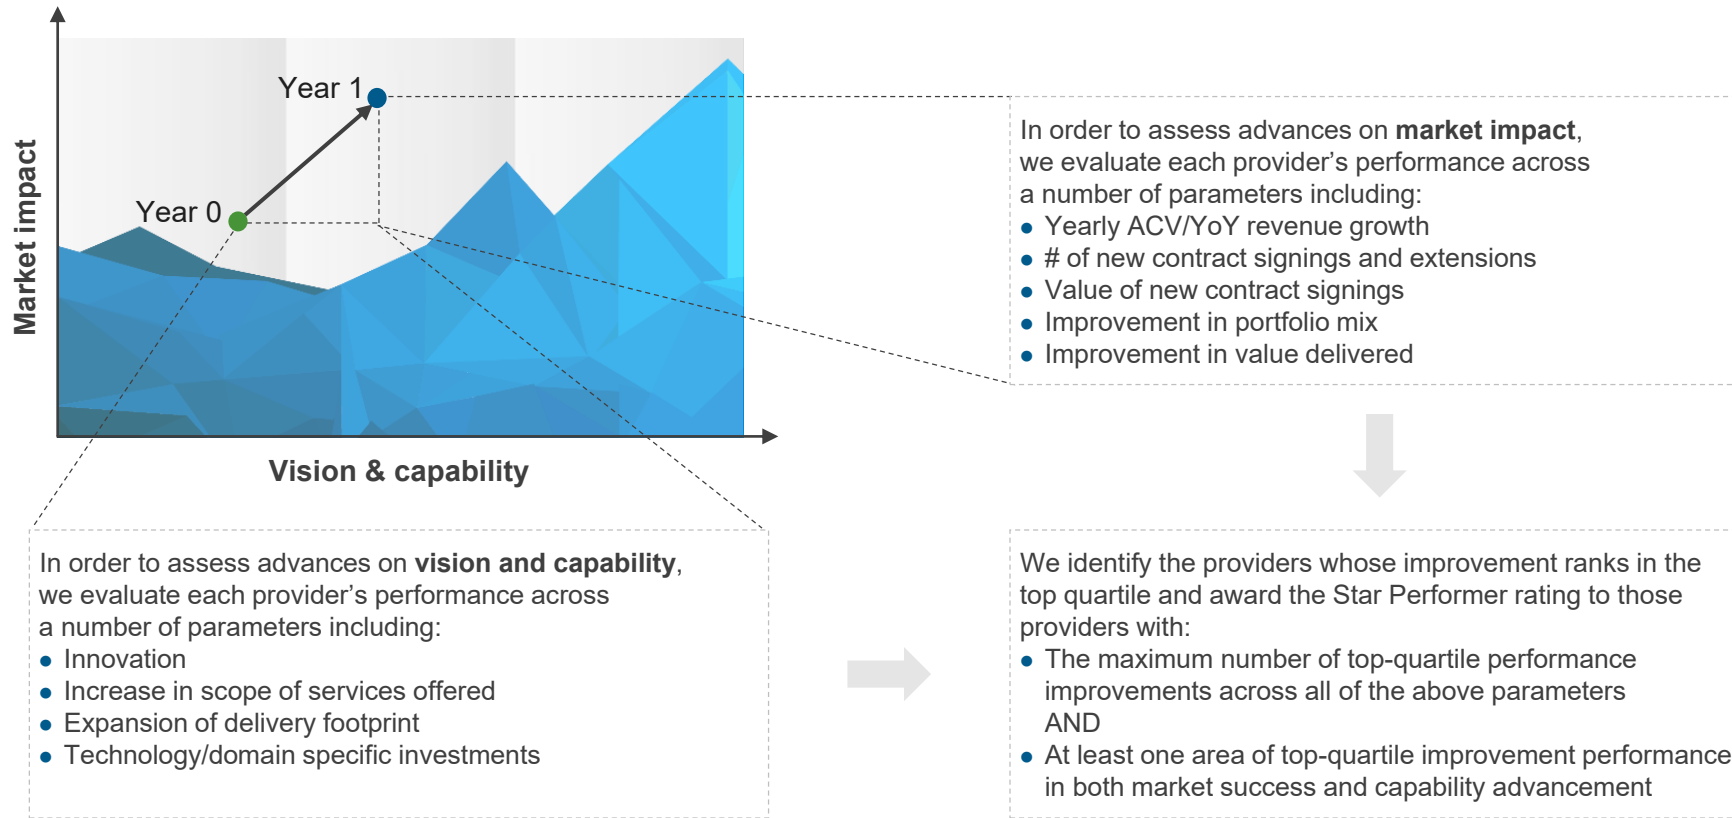 Year 1
Year 0
Market impact
Vision & capability
In order to assess advances on market impact,
we evaluate each provider’s performance across
a number of parameters including:
● Yearly ACV/YoY revenue growth
● # of new contract signings and extensions
● Value of new contract signings
● Improvement in portfolio mix
● Improvement in value delivered
In order to assess advances on vision and capability,
we evaluate each provider’s performance across
a number of parameters including:
● Innovation
● Increase in scope of services offered
● Expansion of delivery footprint
● Technology/domain specific investments
We identify the providers whose improvement ranks in the
top quartile and award the Star Performer rating to those
providers with:
● The maximum number of top-quartile performance
improvements across all of the above parameters
AND
● At least one area of top-quartile improvement performance
in both market success and capability advancement